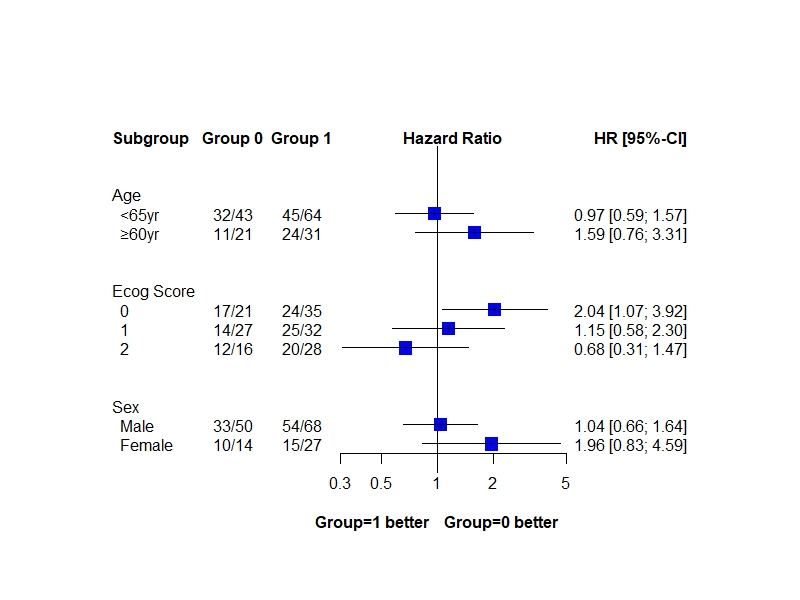 Subgroup Group 0 Group 1 Hazard Ratio HR [95%-CI]
Age
<65yr 32/43 45/64 0.97 [0.59; 1.57]
≥60yr 11/21 24/31 1.59 [0.76; 3.31]
Ecog Score
0 17/21 24/35 2.04 [1.07; 3.92]
1 14/27 25/32 1.15 [0.58; 2.30]
2 12/16 20/28 0.68 [0.31; 1.47]
Sex
Male 33/50 54/68 1.04 [0.66; 1.64]
Female 10/14 15/27 1.96 [0.83; 4.59]
0.3 0.5 1 2 5
Group=1 better Group=0 better